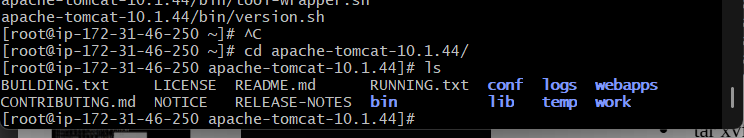 apache-tomcat-10.1.44/bin/tool-wrapper.sh
apache-tomcat-10.1.44/bin/version.sh
[root@ip-172-31-46-250 ~]# ^C
[root@ip-172-31-46-250 ~]# cd apache-tomcat-10.1.44/
[root@ip-172-31-46-250 apache-tomcat-10.1.44]# ls
BUILDING.txt LICENSE README.md RUNNING.txt conf logs webapps
CONTRIBUTING.md NOTICE RELEASE-NOTES bin lib temp work
[root@ip-172-31-46-250 apache-tomcat-10.1.44]#